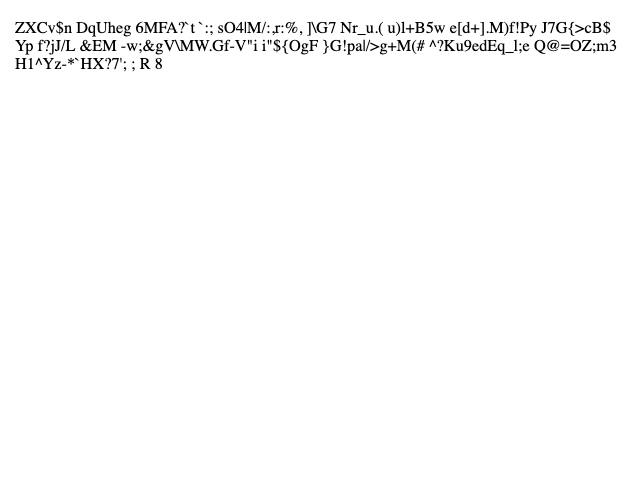 ZXCv$n DqUheg 6MFA?`t`:; sO4|M/:,r:%, ]\G7 Nr_u.( u)l+B5w e[d+].M)f!Py J7G{>cB$
Yp f?jJ/L &EM -w;&gV\MW.Gf-V"i i"${OgF }G!pal/>g+M(# ^?Ku9edEq_l;e Q@=OZ;m3
H1^Yz-*`HX?7'; ; R 8